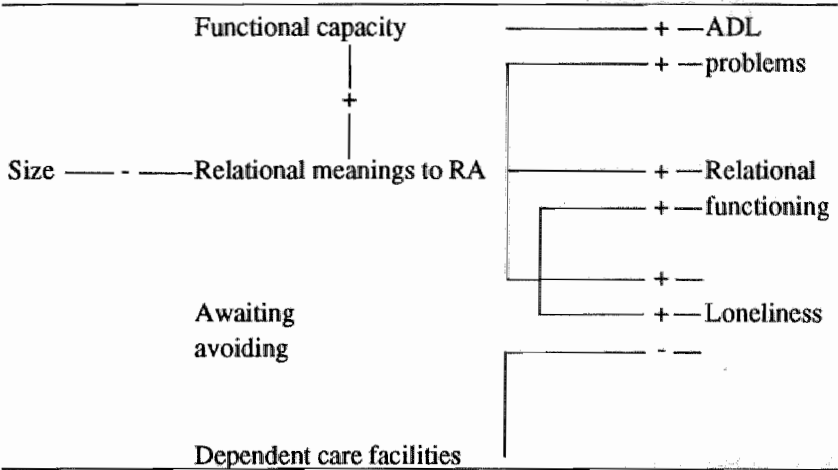 Functional capacity + ADL
+ problems
+
Size - Relational meanings to RA + Relational
+ functioning
+
Awaiting + Loneliness
avoiding -
Dependent care facilities